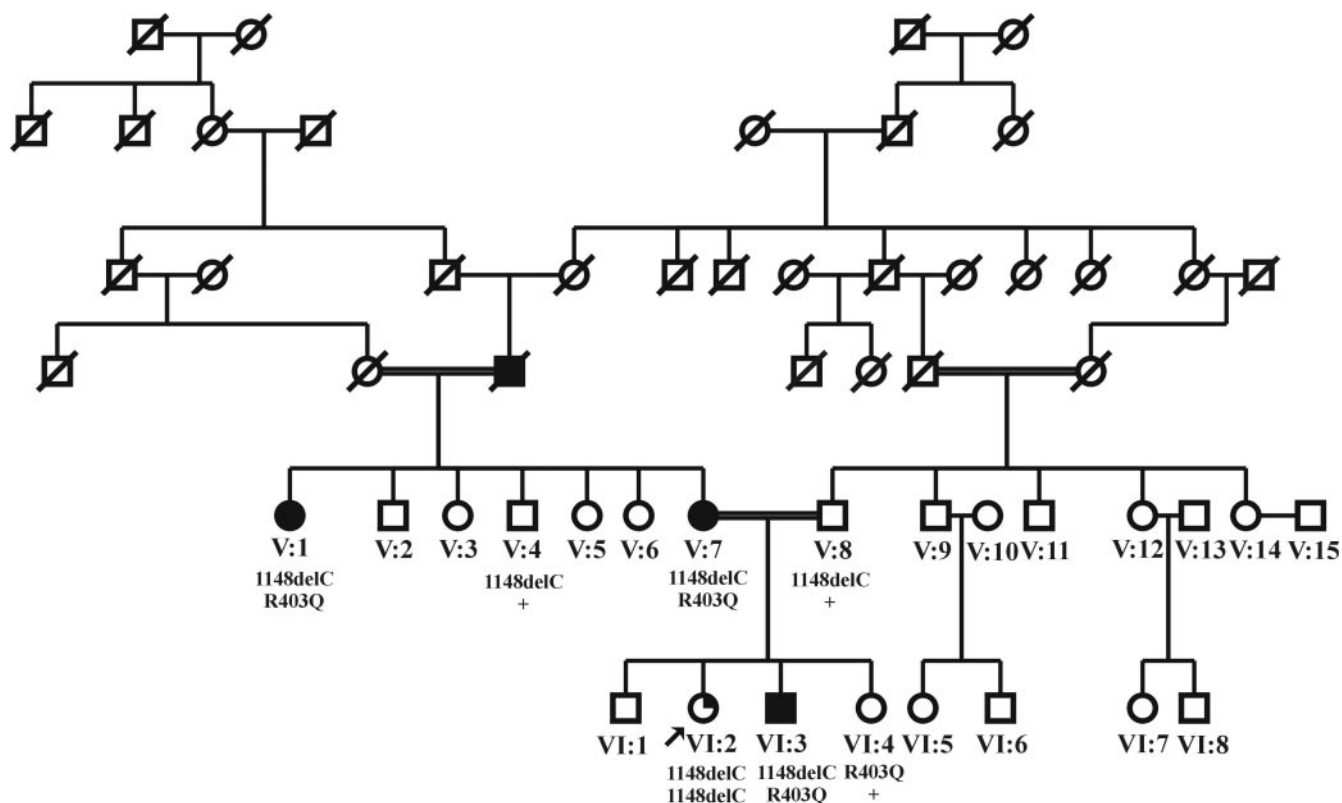 V:1 V:2 V:3 V:4 V:5 V:6 V:7 V:8 V:9 V:10 V:11 V:12 V:13 V:14 V:15
1148delC 1148delC 1148delC 1148delC
R403Q + R403Q +
VI:1 VI:2 VI:3 VI:4 VI:5 VI:6 VI:7 VI:8
1148delC 1148delC R403Q
1148delC R403Q +